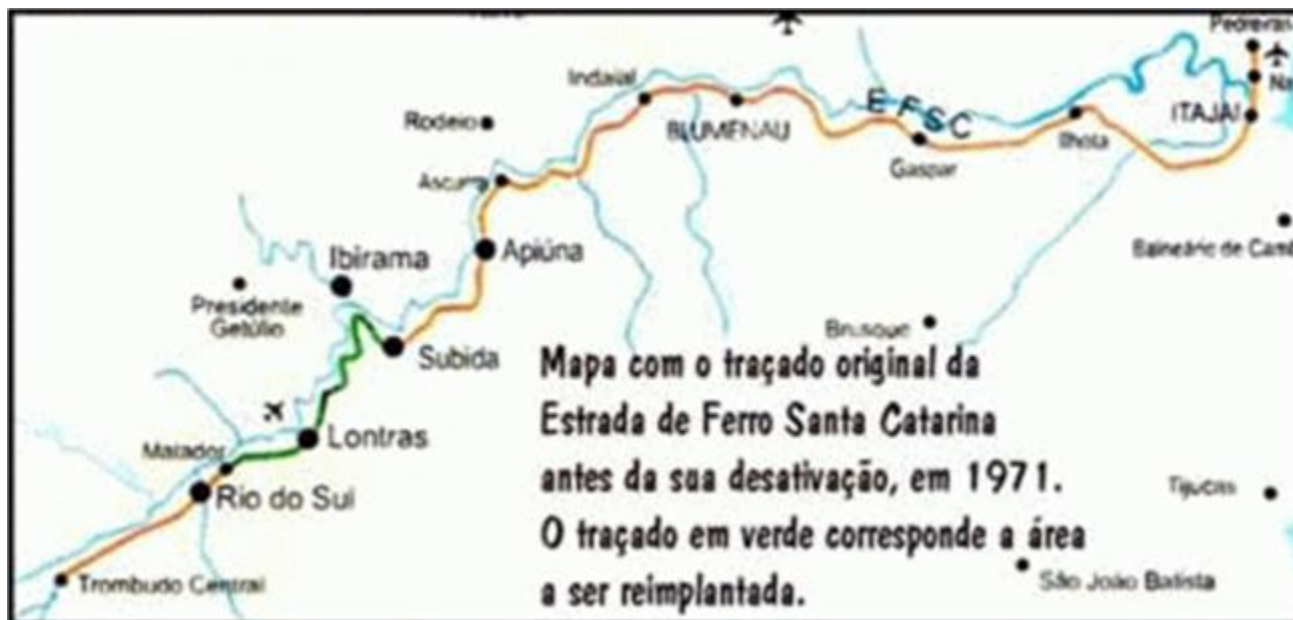 Pedreiras
Indaial
E F S C
Rodeio
BLUMENAU
ITAJAÍ
Ilhota
Gaspar
Ascurra
Apiúna
Ibirama
Balneário de
Presidente
Getúlio
Brusque
Subida
Mapa com o traçado original da
Estrada de Ferro Santa Catarina
antes da sua desativação, em 1971.
O traçado em verde corresponde a área
a ser reimplantada.
Lontras
Matador
Rio do Sul
Tijucas
Trombudo Central
São João Batista